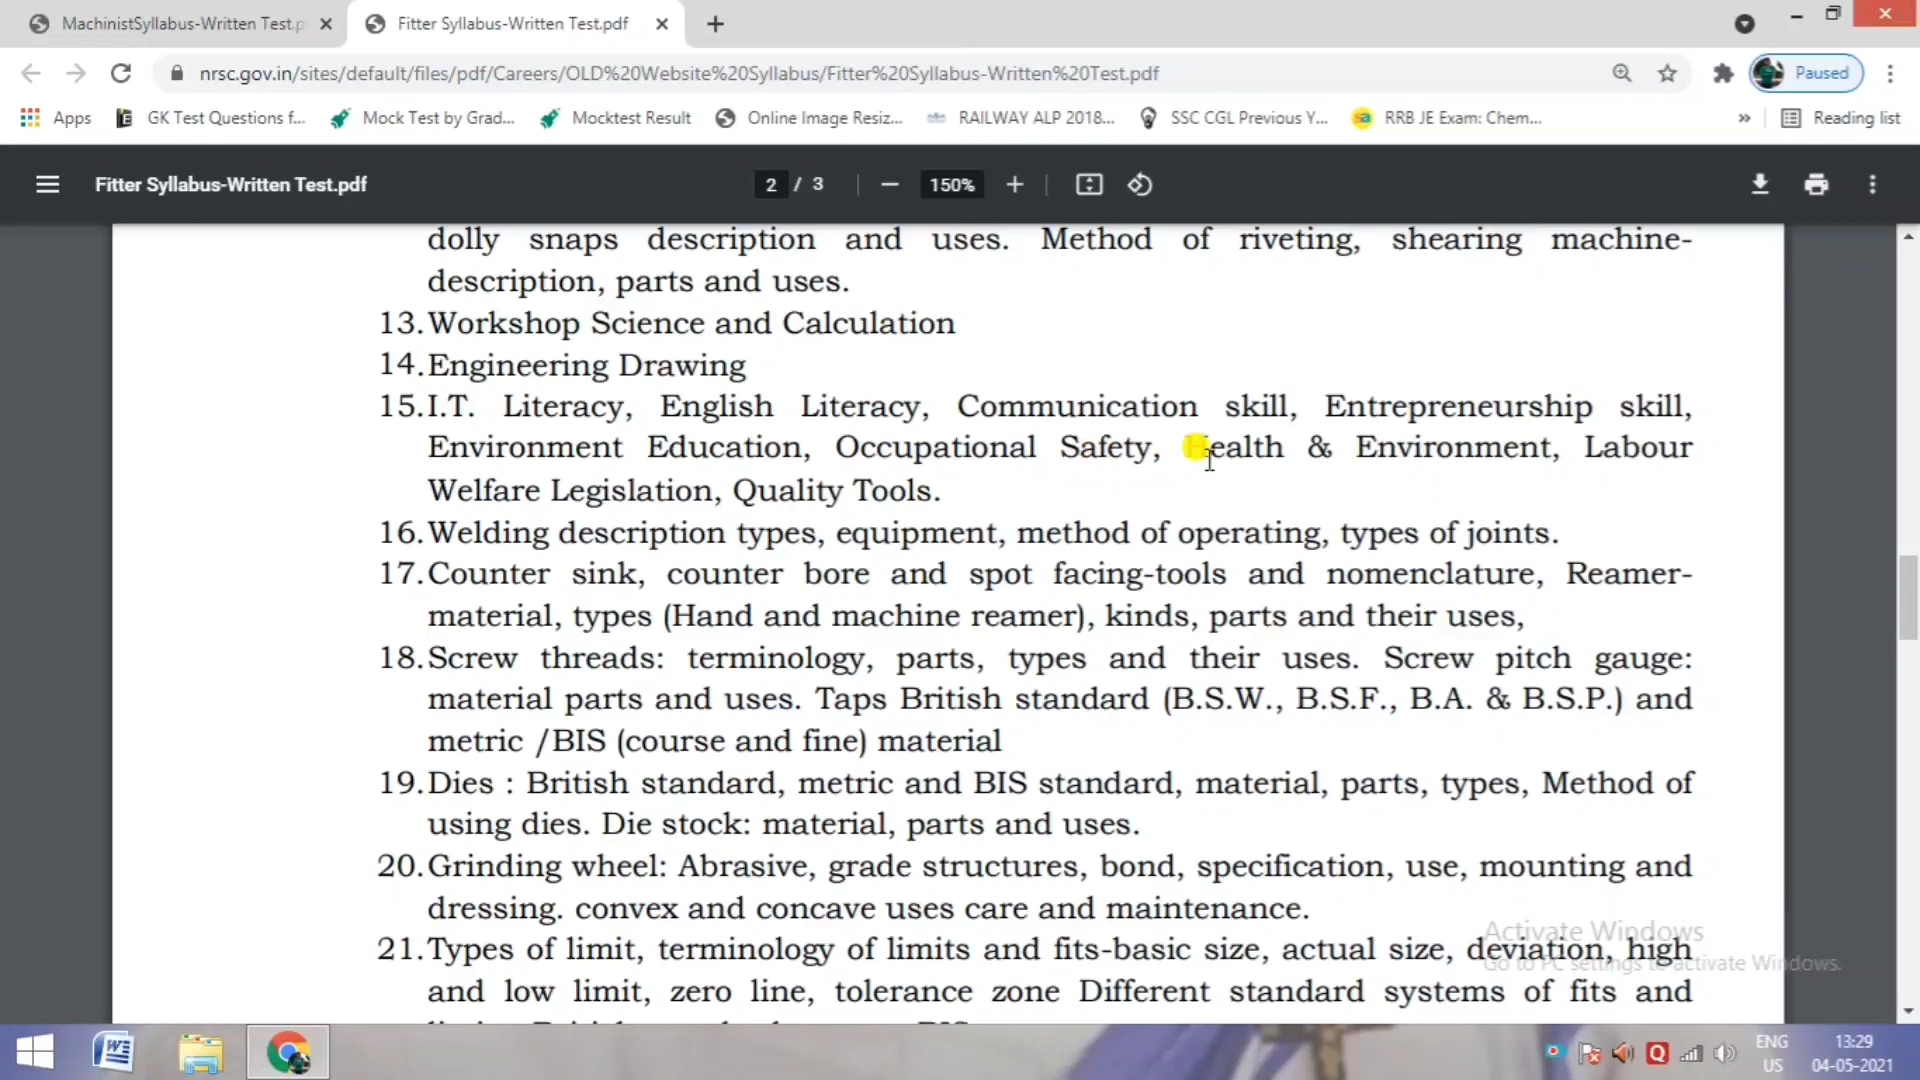 MachinistSyllabus-Written Test.p
Fitter Syllabus-Written Test.pdf
nrsc.gov.in/sites/default/files/pdf/Careers/OLD%20Website%20Syllabus/Fitter%20Syllabus-Written%20Test.pdf
Paused
Apps GK Test Questions f... Mock Test by Grad... Mocktest Result Online Image Resiz... RAILWAY ALP 2018... SSC CGL Previous Y... RRB JE Exam: Chem... » Reading list
Fitter Syllabus-Written Test.pdf 2 / 3 150%
dolly snaps description and uses. Method of riveting, shearing machine-
description, parts and uses.
13. Workshop Science and Calculation
14. Engineering Drawing
15. I.T. Literacy, English Literacy, Communication skill, Entrepreneurship skill,
Environment Education, Occupational Safety, Health & Environment, Labour
Welfare Legislation, Quality Tools.
16. Welding description types, equipment, method of operating, types of joints.
17. Counter sink, counter bore and spot facing-tools and nomenclature, Reamer-
material, types (Hand and machine reamer), kinds, parts and their uses,
18. Screw threads: terminology, parts, types and their uses. Screw pitch gauge:
material parts and uses. Taps British standard (B.S.W., B.S.F., B.A. & B.S.P.) and
metric /BIS (course and fine) material
19. Dies : British standard, metric and BIS standard, material, parts, types, Method of
using dies. Die stock: material, parts and uses.
20. Grinding wheel: Abrasive, grade structures, bond, specification, use, mounting and
dressing. convex and concave uses care and maintenance.
21. Types of limit, terminology of limits and fits-basic size, actual size, deviation, high
and low limit, zero line, tolerance zone Different standard systems of fits and
Activate Windows
Go to PC settings to activate Windows.
ENG 13:29
US 04-05-2021